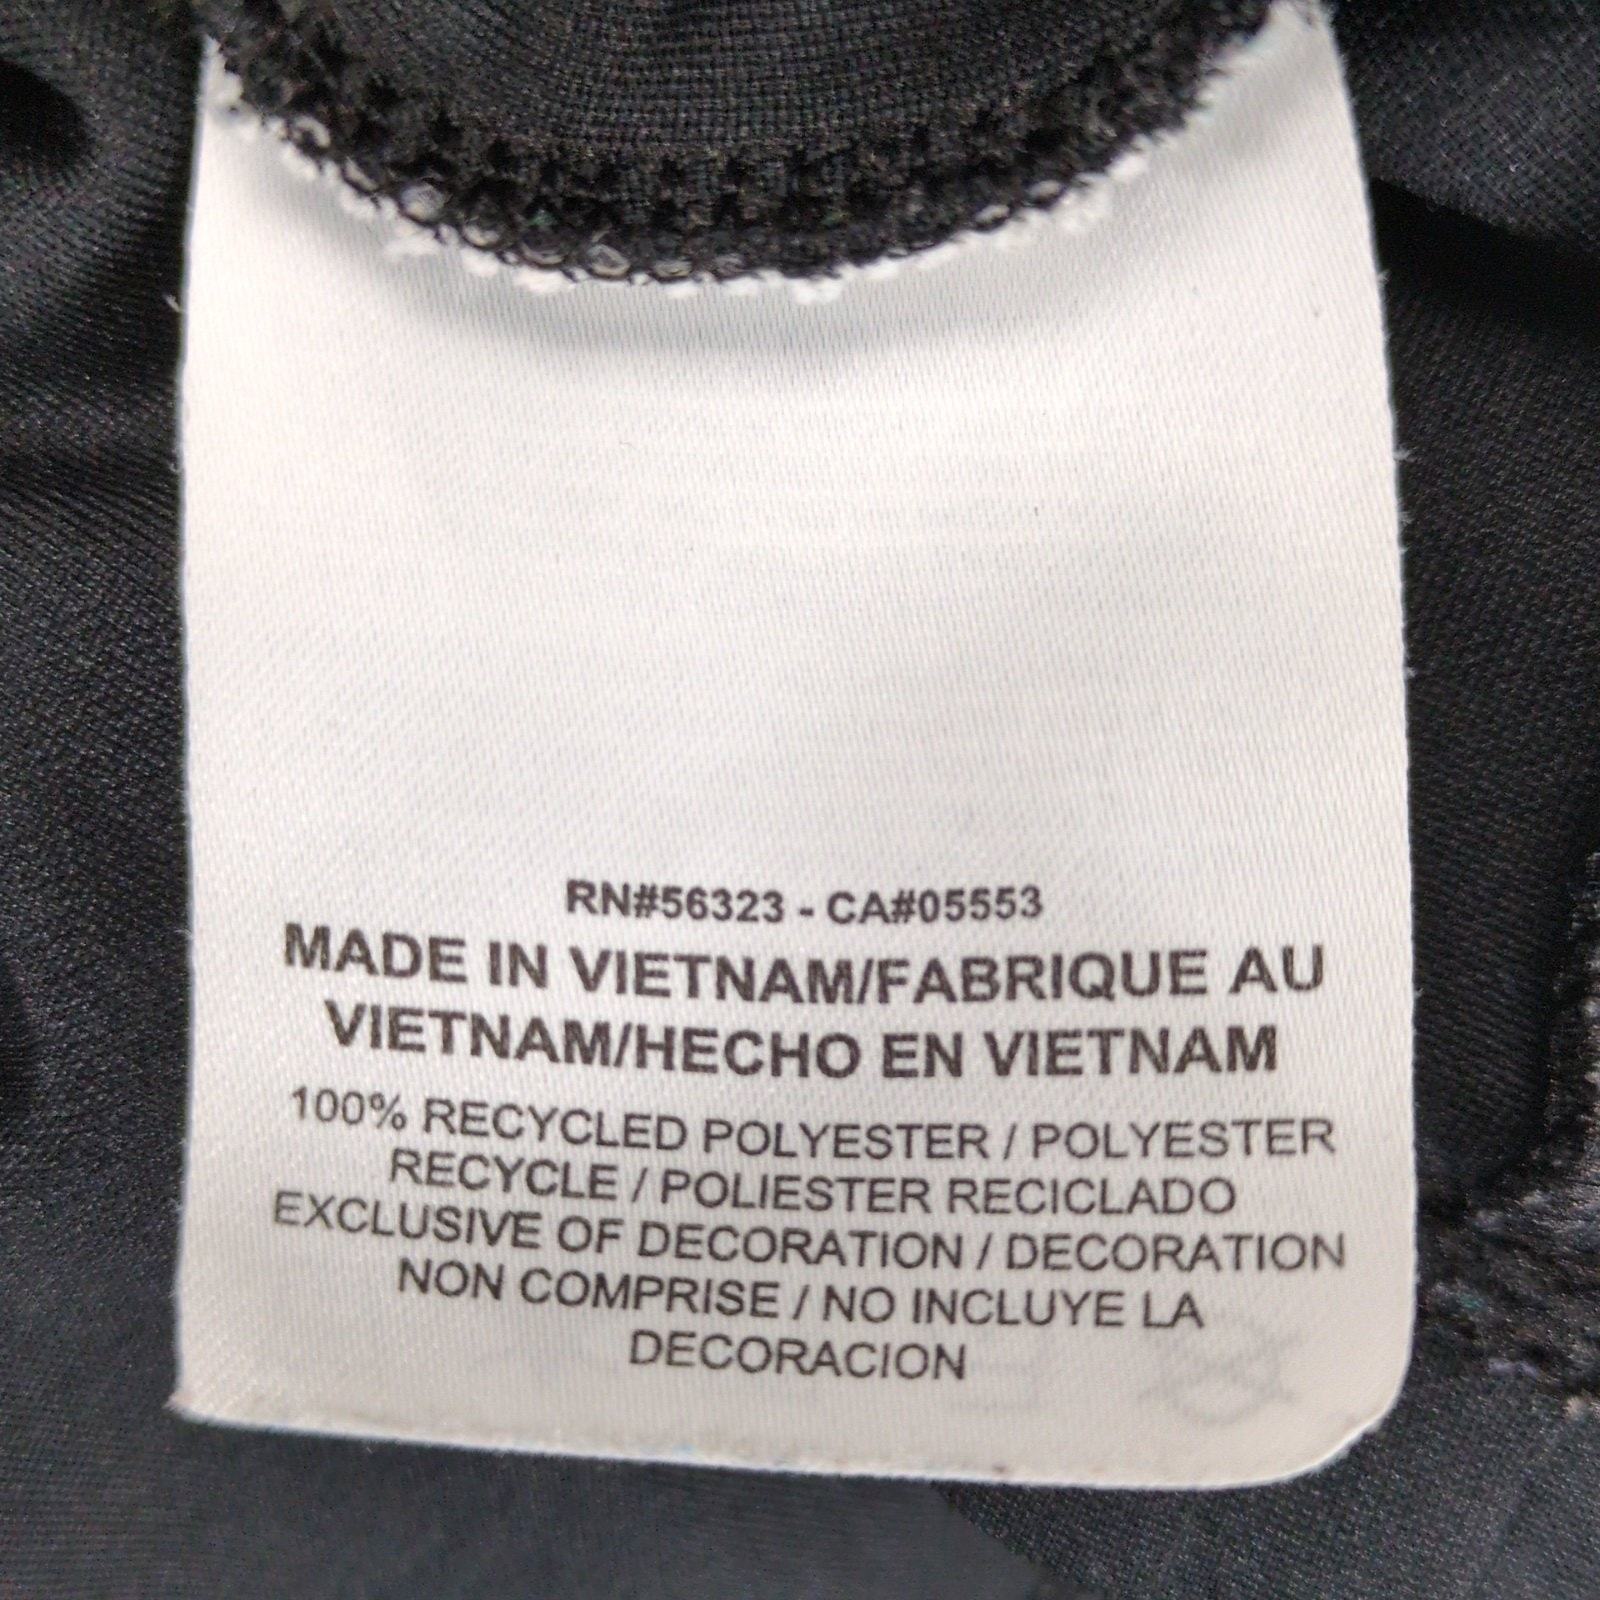 RN#56323 - CA#05553
MADE IN VIETNAM/FABRIQUE AU
VIETNAM/HECHO EN VIETNAM
100% RECYCLED POLYESTER / POLYESTER
RECYCLE / POLIESTER RECICLADO
EXCLUSIVE OF DECORATION / DECORATION
NON COMPRISE / NO INCLUYE LA
DECORACION